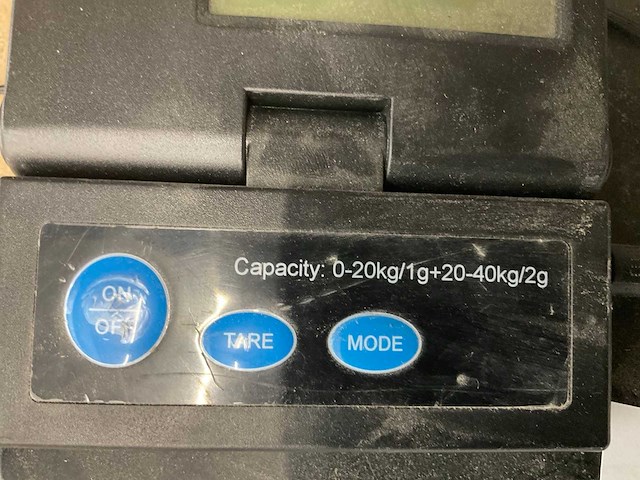 Capacity: 0-20kg/1g+20-40kg/2g
ON
OFF
TARE
MODE